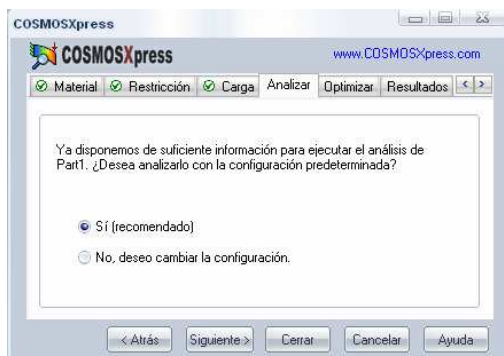 COSMOSXpress
COSMOSXpress www.COSMOSXpress.com
Material Restricción Carga Analizar Optimizar Resultados
Ya disponemos de suficiente información para ejecutar el análisis de
Part1. ¿Desea analizarlo con la configuración predeterminada?
Sí (recomendado)
No, deseo cambiar la configuración.
< Atrás Siguiente > Cerrar Cancelar Ayuda